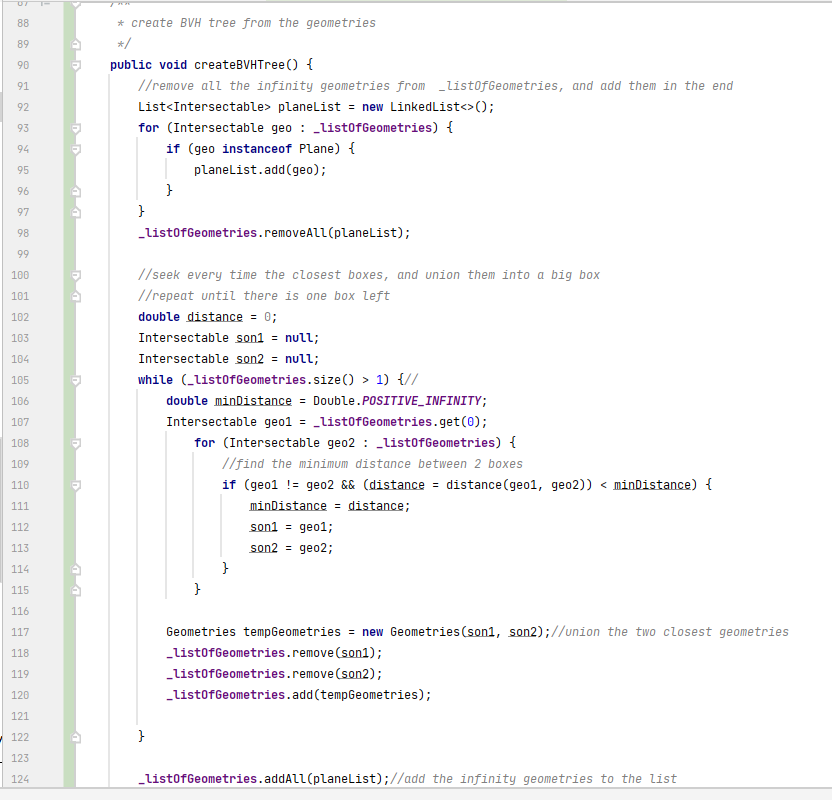 87 /**
88 * create BVH tree from the geometries
89 */
90 public void createBVHTree() {
91 //remove all the infinity geometries from  _listOfGeometries, and add them in the end
92 List<Intersectable> planeList = new LinkedList<>();
93 for (Intersectable geo : _listOfGeometries) {
94 if (geo instanceof Plane) {
95 planeList.add(geo);
96 }
97 }
98 _listOfGeometries.removeAll(planeList);
99
100 //seek every time the closest boxes, and union them into a big box
101 //repeat until there is one box left
102 double distance = 0;
103 Intersectable son1 = null;
104 Intersectable son2 = null;
105 while (_listOfGeometries.size() > 1) {//
106 double minDistance = Double.POSITIVE_INFINITY;
107 Intersectable geo1 = _listOfGeometries.get(0);
108 for (Intersectable geo2 : _listOfGeometries) {
109 //find the minimum distance between 2 boxes
110 if (geo1 != geo2 && (distance = distance(geo1, geo2)) < minDistance) {
111 minDistance = distance;
112 son1 = geo1;
113 son2 = geo2;
114 }
115 }
116
117 Geometries tempGeometries = new Geometries(son1, son2);//union the two closest geometries
118 _listOfGeometries.remove(son1);
119 _listOfGeometries.remove(son2);
120 _listOfGeometries.add(tempGeometries);
121
122 }
123
124 _listOfGeometries.addAll(planeList);//add the infinity geometries to the list